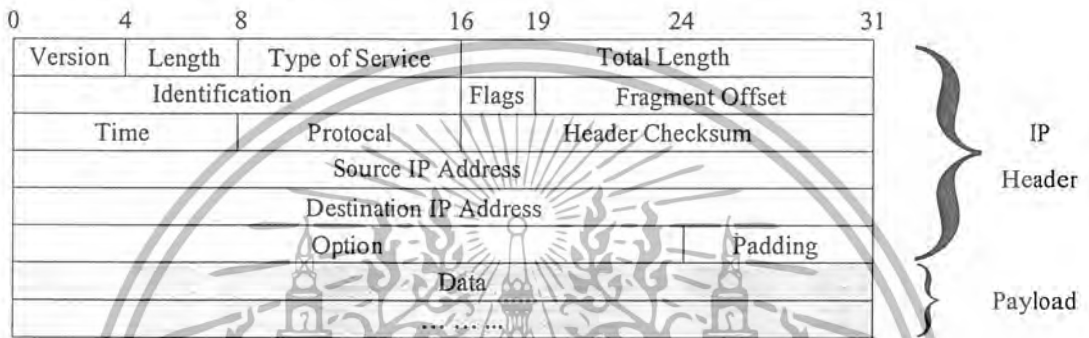 0 4 8 16 19 24 31
Version Length Type of Service Total Length
Identification Flags Fragment Offset
Time Protocal Header Checksum
IP
Source IP Address
Header
Destination IP Address
Option Padding
Data
Payload
... ... ...